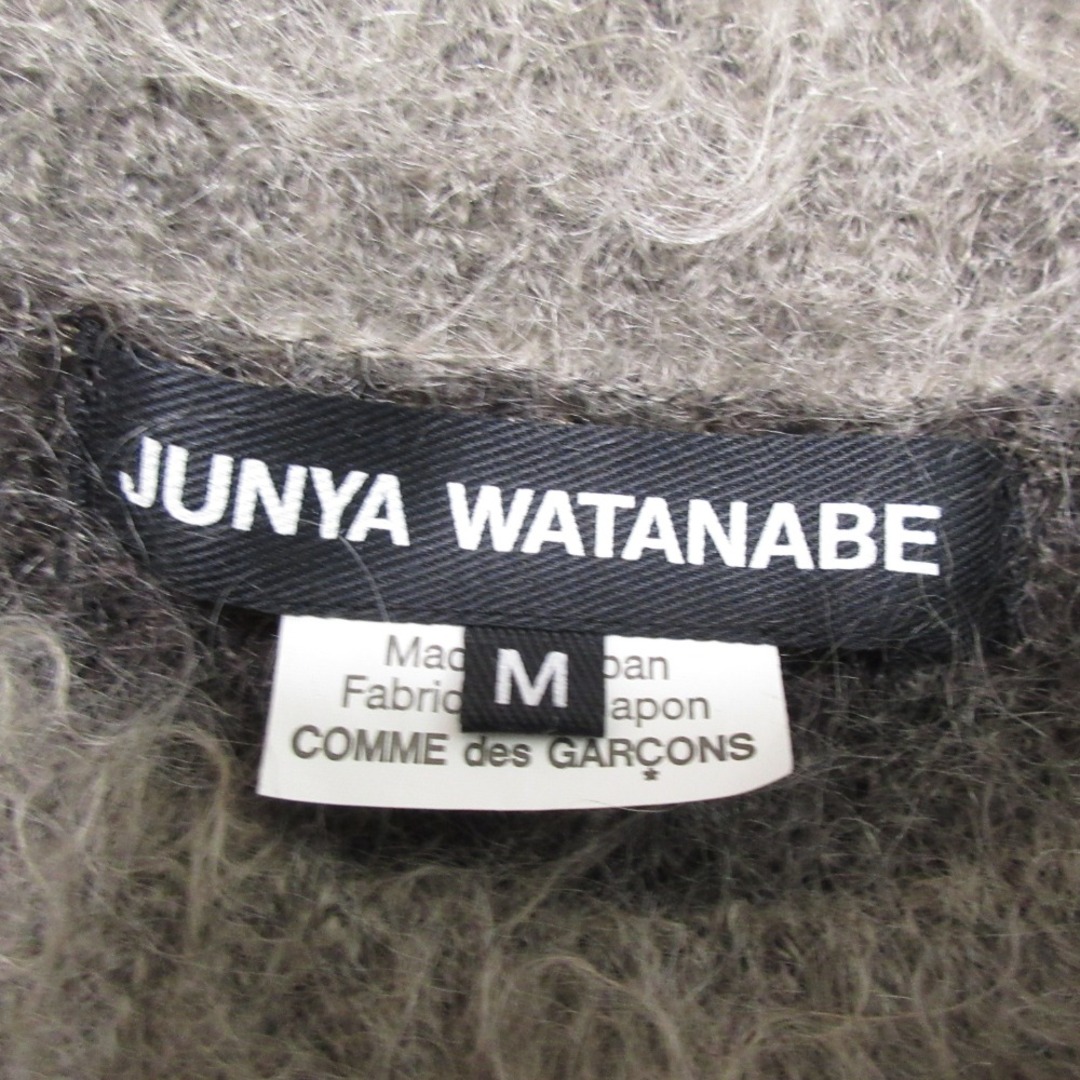 JUNYA WATANABE
M
Mac pan
Fabric apon
COMME des GARÇONS
*